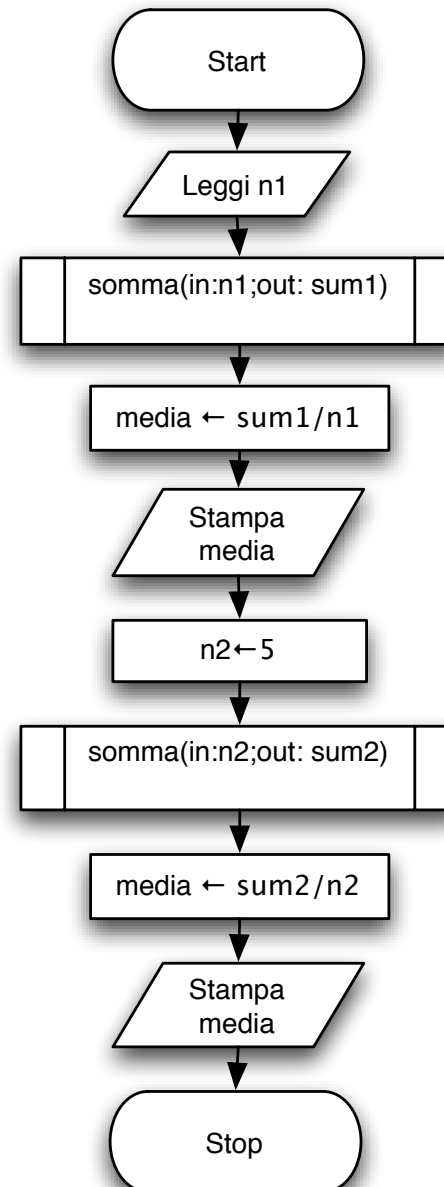 Start
Leggi n1
somma(in:n1;out: sum1)
media ← sum1/n1
Stampa
media
n2←5
somma(in:n2;out: sum2)
media ← sum2/n2
Stampa
media
Stop